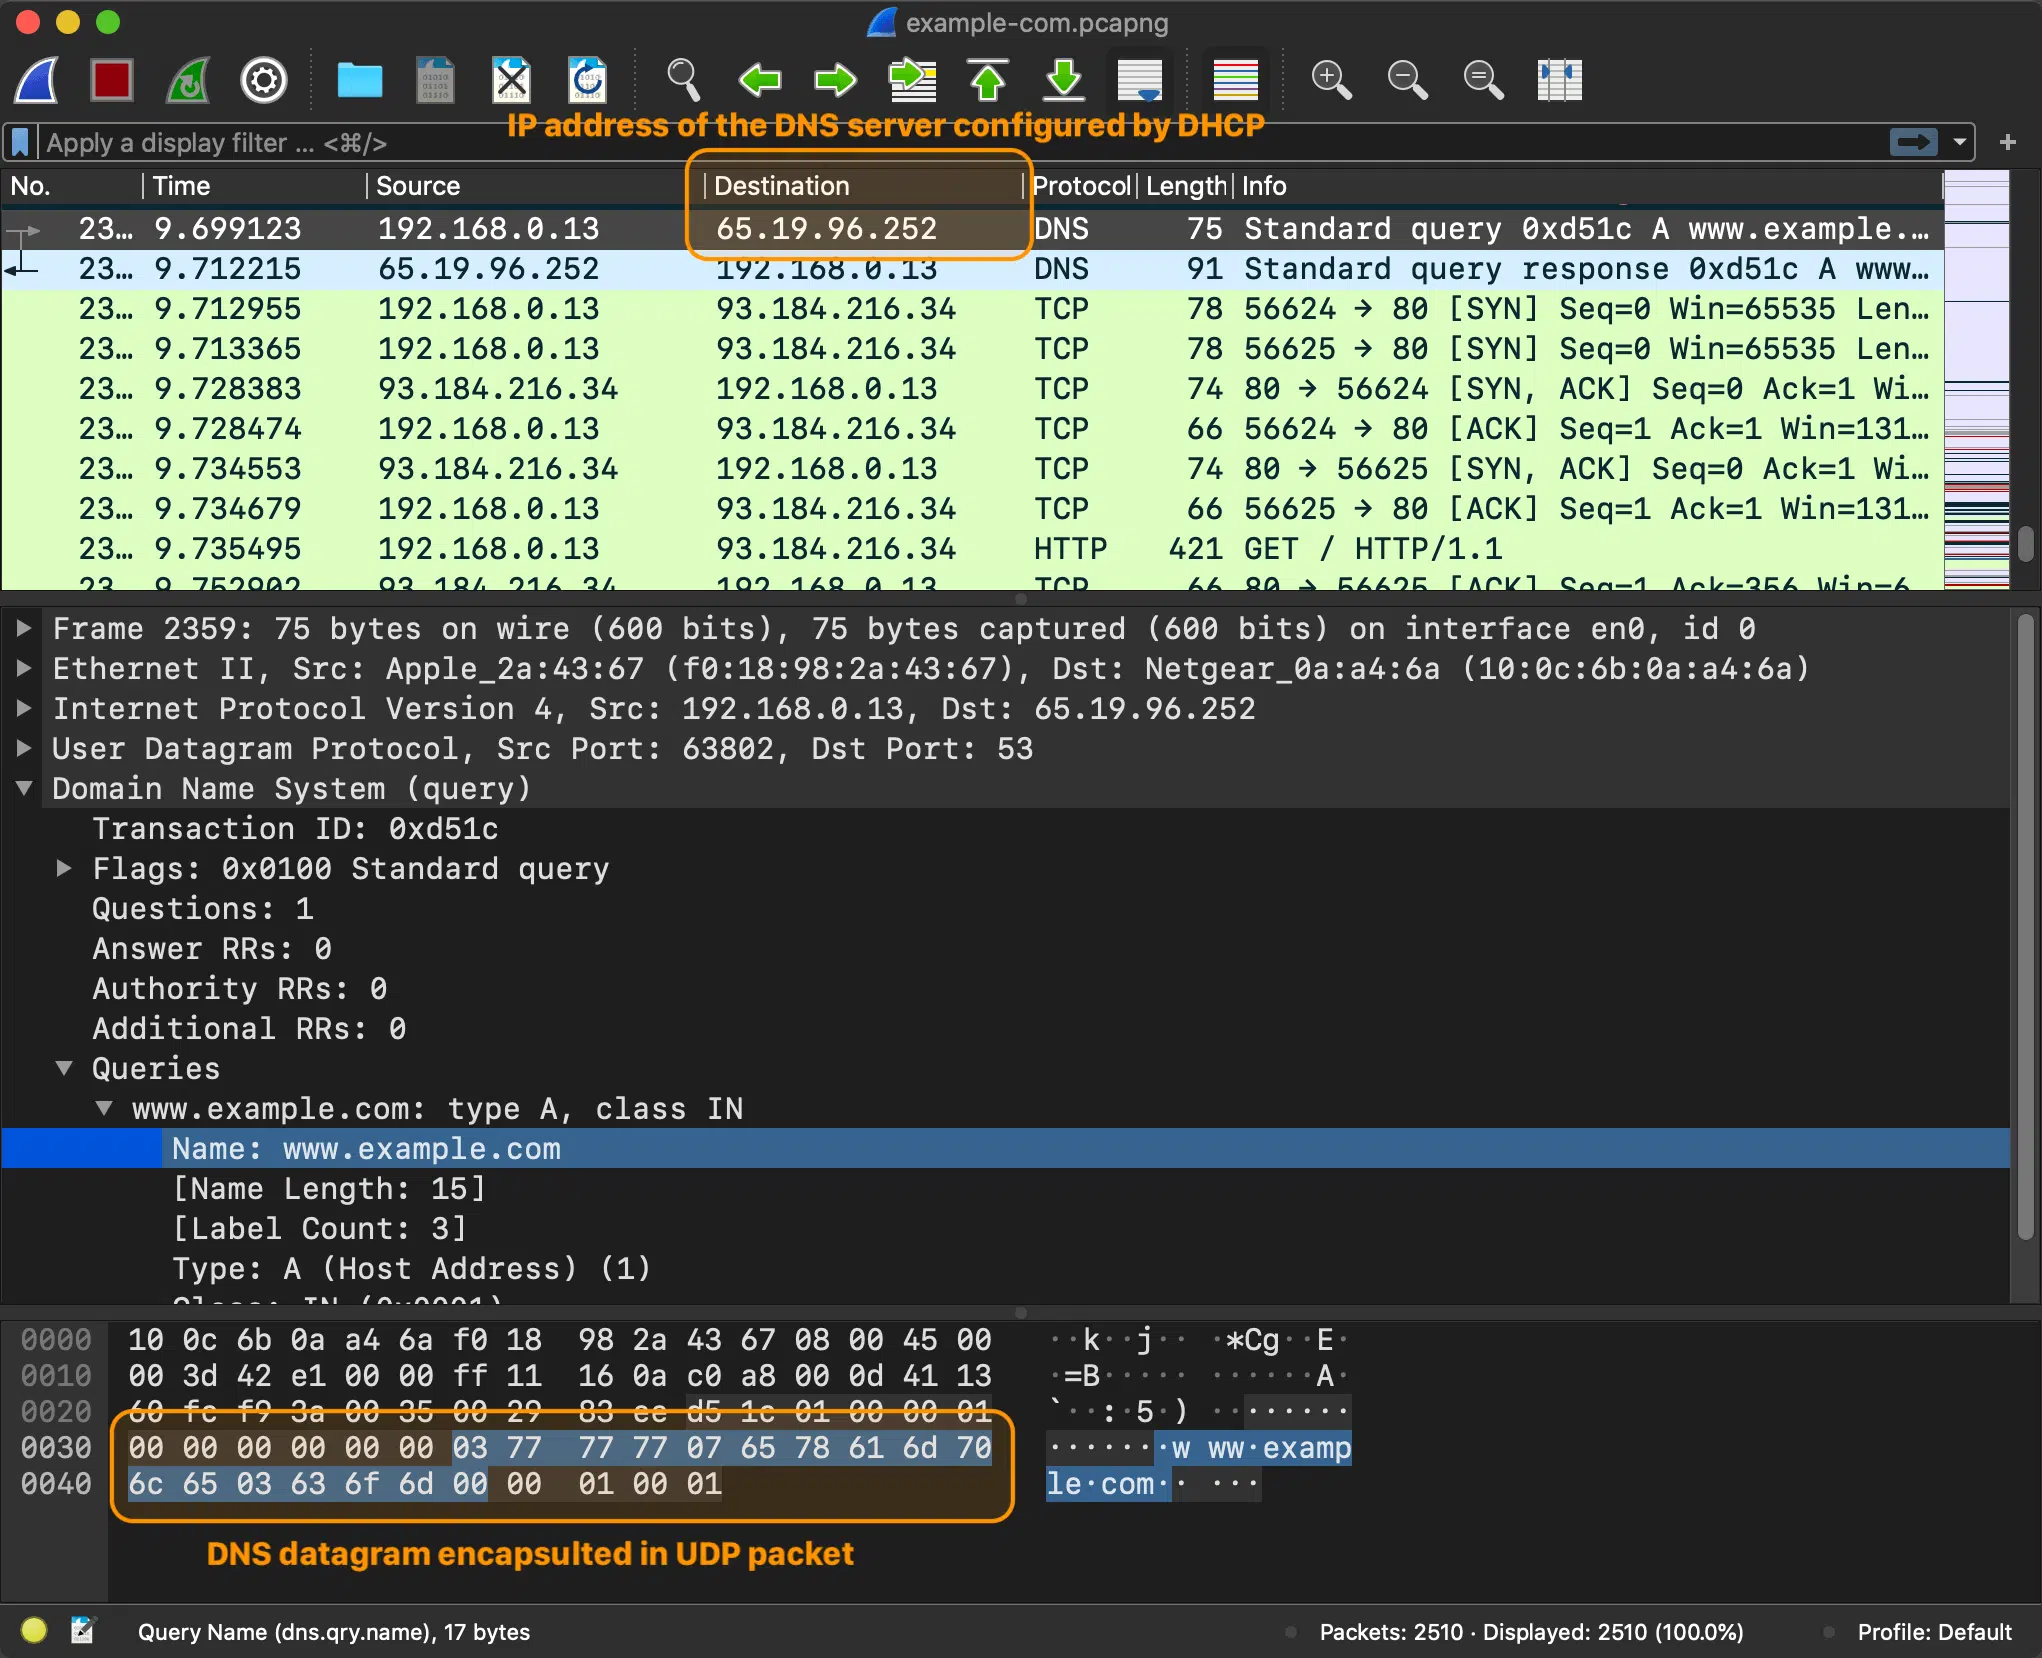 example-com.pcapng
IP address of the DNS server configured by DHCP
Apply a display filter … <⌘/>
No. Time Source Destination Protocol Length Info
23… 9.699123 192.168.0.13 65.19.96.252 DNS 75 Standard query 0xd51c A www.example.…
23… 9.712215 65.19.96.252 192.168.0.13 DNS 91 Standard query response 0xd51c A www…
23… 9.712955 192.168.0.13 93.184.216.34 TCP 78 56624 → 80 [SYN] Seq=0 Win=65535 Len…
23… 9.713365 192.168.0.13 93.184.216.34 TCP 78 56625 → 80 [SYN] Seq=0 Win=65535 Len…
23… 9.728383 93.184.216.34 192.168.0.13 TCP 74 80 → 56624 [SYN, ACK] Seq=0 Ack=1 Wi…
23… 9.728474 192.168.0.13 93.184.216.34 TCP 66 56624 → 80 [ACK] Seq=1 Ack=1 Win=131…
23… 9.734553 93.184.216.34 192.168.0.13 TCP 74 80 → 56625 [SYN, ACK] Seq=0 Ack=1 Wi…
23… 9.734679 192.168.0.13 93.184.216.34 TCP 66 56625 → 80 [ACK] Seq=1 Ack=1 Win=131…
23… 9.735495 192.168.0.13 93.184.216.34 HTTP 421 GET / HTTP/1.1
23 9.752902 93.184.216.34 192.168.0.13 TCP 66 80 → 56625 [ACK] Seq=1 Ack=356 Win=6
Frame 2359: 75 bytes on wire (600 bits), 75 bytes captured (600 bits) on interface en0, id 0
Ethernet II, Src: Apple_2a:43:67 (f0:18:98:2a:43:67), Dst: Netgear_0a:a4:6a (10:0c:6b:0a:a4:6a)
Internet Protocol Version 4, Src: 192.168.0.13, Dst: 65.19.96.252
User Datagram Protocol, Src Port: 63802, Dst Port: 53
Domain Name System (query)
Transaction ID: 0xd51c
Flags: 0x0100 Standard query
Questions: 1
Answer RRs: 0
Authority RRs: 0
Additional RRs: 0
Queries
www.example.com: type A, class IN
Name: www.example.com
[Name Length: 15]
[Label Count: 3]
Type: A (Host Address) (1)
Class: IN (0x0001)
0000 10 0c 6b 0a a4 6a f0 18 98 2a 43 67 08 00 45 00 ··k··j·· ·*Cg··E·
0010 00 3d 42 e1 00 00 ff 11 16 0a c0 a8 00 0d 41 13 ·=B····· ······A·
0020 60 fc f9 3a 00 35 00 29 83 ee d5 1c 01 00 00 01 `··:·5·) ········
0030 00 00 00 00 00 00 03 77 77 77 07 65 78 61 6d 70 ·······w ww·examp
0040 6c 65 03 63 6f 6d 00 00 01 00 01 le·com·· ···
DNS datagram encapsulted in UDP packet
Query Name (dns.qry.name), 17 bytes
Packets: 2510 · Displayed: 2510 (100.0%)
Profile: Default